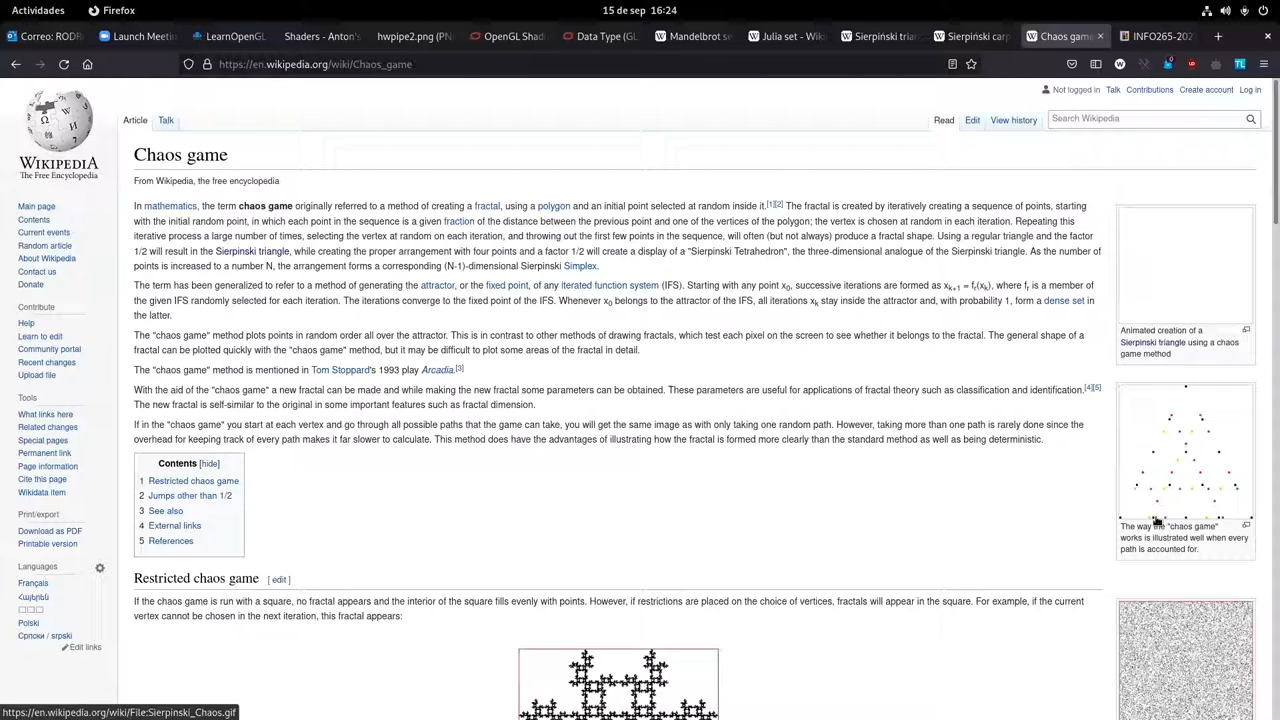 Actividades
Firefox
15 de sep 16:24
Correo: RODR
Launch Meeti
LearnOpenGL
Shaders - Anton's
hwpipe2.png (PN
OpenGL Shad
Data Type (GL
Mandelbrot se
Julia set - Wiki
Sierpiński trian
Sierpiński carp
Chaos game
INFO265-202
https://en.wikipedia.org/wiki/Chaos_game
Not logged in Talk Contributions Create account Log in
Article Talk
Read Edit View history
Search Wikipedia
WIKIPEDIA
The Free Encyclopedia
Main page
Contents
Current events
Random article
About Wikipedia
Contact us
Donate
Contribute
Help
Learn to edit
Community portal
Recent changes
Upload file
Tools
What links here
Related changes
Special pages
Permanent link
Page information
Cite this page
Wikidata item
Print/export
Download as PDF
Printable version
Languages
Français
Հայերեն
Polski
Српски / srpski
Edit links
Chaos game
From Wikipedia, the free encyclopedia
In mathematics, the term chaos game originally referred to a method of creating a fractal, using a polygon and an initial point selected at random inside it.[1][2] The fractal is created by iteratively creating a sequence of points, starting
with the initial random point, in which each point in the sequence is a given fraction of the distance between the previous point and one of the vertices of the polygon; the vertex is chosen at random in each iteration. Repeating this
iterative process a large number of times, selecting the vertex at random on each iteration, and throwing out the first few points in the sequence, will often (but not always) produce a fractal shape. Using a regular triangle and the factor
1/2 will result in the Sierpinski triangle, while creating the proper arrangement with four points and a factor 1/2 will create a display of a "Sierpinski Tetrahedron", the three-dimensional analogue of the Sierpinski triangle. As the number of
points is increased to a number N, the arrangement forms a corresponding (N-1)-dimensional Sierpinski Simplex.
The term has been generalized to refer to a method of generating the attractor, or the fixed point, of any iterated function system (IFS). Starting with any point x0, successive iterations are formed as xk+1 = fr(xk), where fr is a member of
the given IFS randomly selected for each iteration. The iterations converge to the fixed point of the IFS. Whenever x0 belongs to the attractor of the IFS, all iterations xk stay inside the attractor and, with probability 1, form a dense set in
the latter.
The "chaos game" method plots points in random order all over the attractor. This is in contrast to other methods of drawing fractals, which test each pixel on the screen to see whether it belongs to the fractal. The general shape of a
fractal can be plotted quickly with the "chaos game" method, but it may be difficult to plot some areas of the fractal in detail.
The "chaos game" method is mentioned in Tom Stoppard's 1993 play Arcadia.[3]
With the aid of the "chaos game" a new fractal can be made and while making the new fractal some parameters can be obtained. These parameters are useful for applications of fractal theory such as classification and identification.[4][5]
The new fractal is self-similar to the original in some important features such as fractal dimension.
If in the "chaos game" you start at each vertex and go through all possible paths that the game can take, you will get the same image as with only taking one random path. However, taking more than one path is rarely done since the
overhead for keeping track of every path makes it far slower to calculate. This method does have the advantages of illustrating how the fractal is formed more clearly than the standard method as well as being deterministic.
Contents [hide]
1 Restricted chaos game
2 Jumps other than 1/2
3 See also
4 External links
5 References
Restricted chaos game [ edit ]
If the chaos game is run with a square, no fractal appears and the interior of the square fills evenly with points. However, if restrictions are placed on the choice of vertices, fractals will appear in the square. For example, if the current
vertex cannot be chosen in the next iteration, this fractal appears:
Animated creation of a
Sierpinski triangle using a chaos
game method
The way the "chaos game"
works is illustrated well when every
path is accounted for.
https://en.wikipedia.org/wiki/File:Sierpinski_Chaos.gif